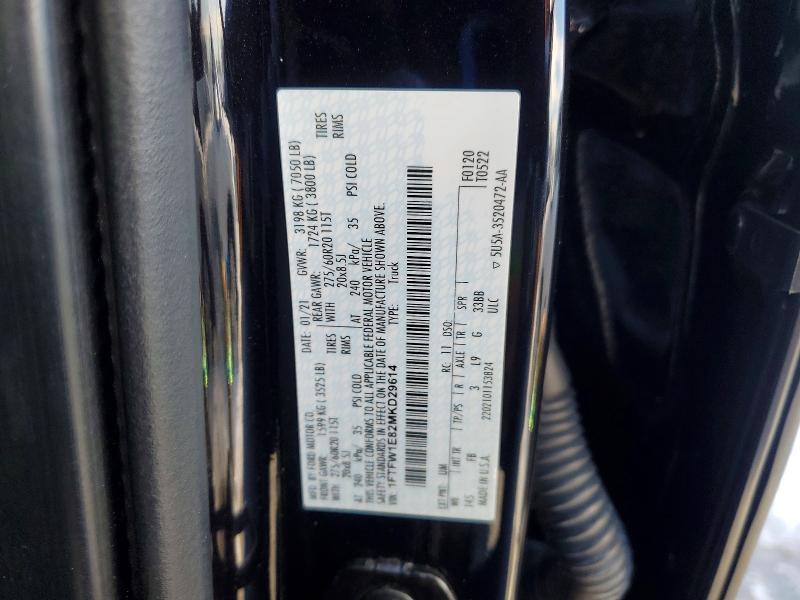 MFD. BY FORD MOTOR CO.
DATE: 01/21 GVWR: 3198 KG ( 7050 LB)
FRONT GAWR: 1599 KG ( 3525 LB) REAR GAWR: 1724 KG ( 3800 LB)
275/60R20 115T TIRES WITH 275/60R20 115T TIRES
20x8.5J RIMS 20x8.5J RIMS
AT 240 kPa/ 35 PSI COLD AT 240 kPa/ 35 PSI COLD
THIS VEHICLE CONFORMS TO ALL APPLICABLE FEDERAL MOTOR VEHICLE
SAFETY STANDARDS IN EFFECT ON THE DATE OF MANUFACTURE SHOWN ABOVE.
VIN: 1FTFW1E82MKD29614 TYPE: Truck
F0120
T0522
EXT PNT: UM RC: 11 DSO:
WB INT TR TP/PS R AXLE TR SPR
145 FB 3 L9 G 33BB
MADE IN U.S.A. ULC
2202101153824
▽ 5U5A-3520472-AA